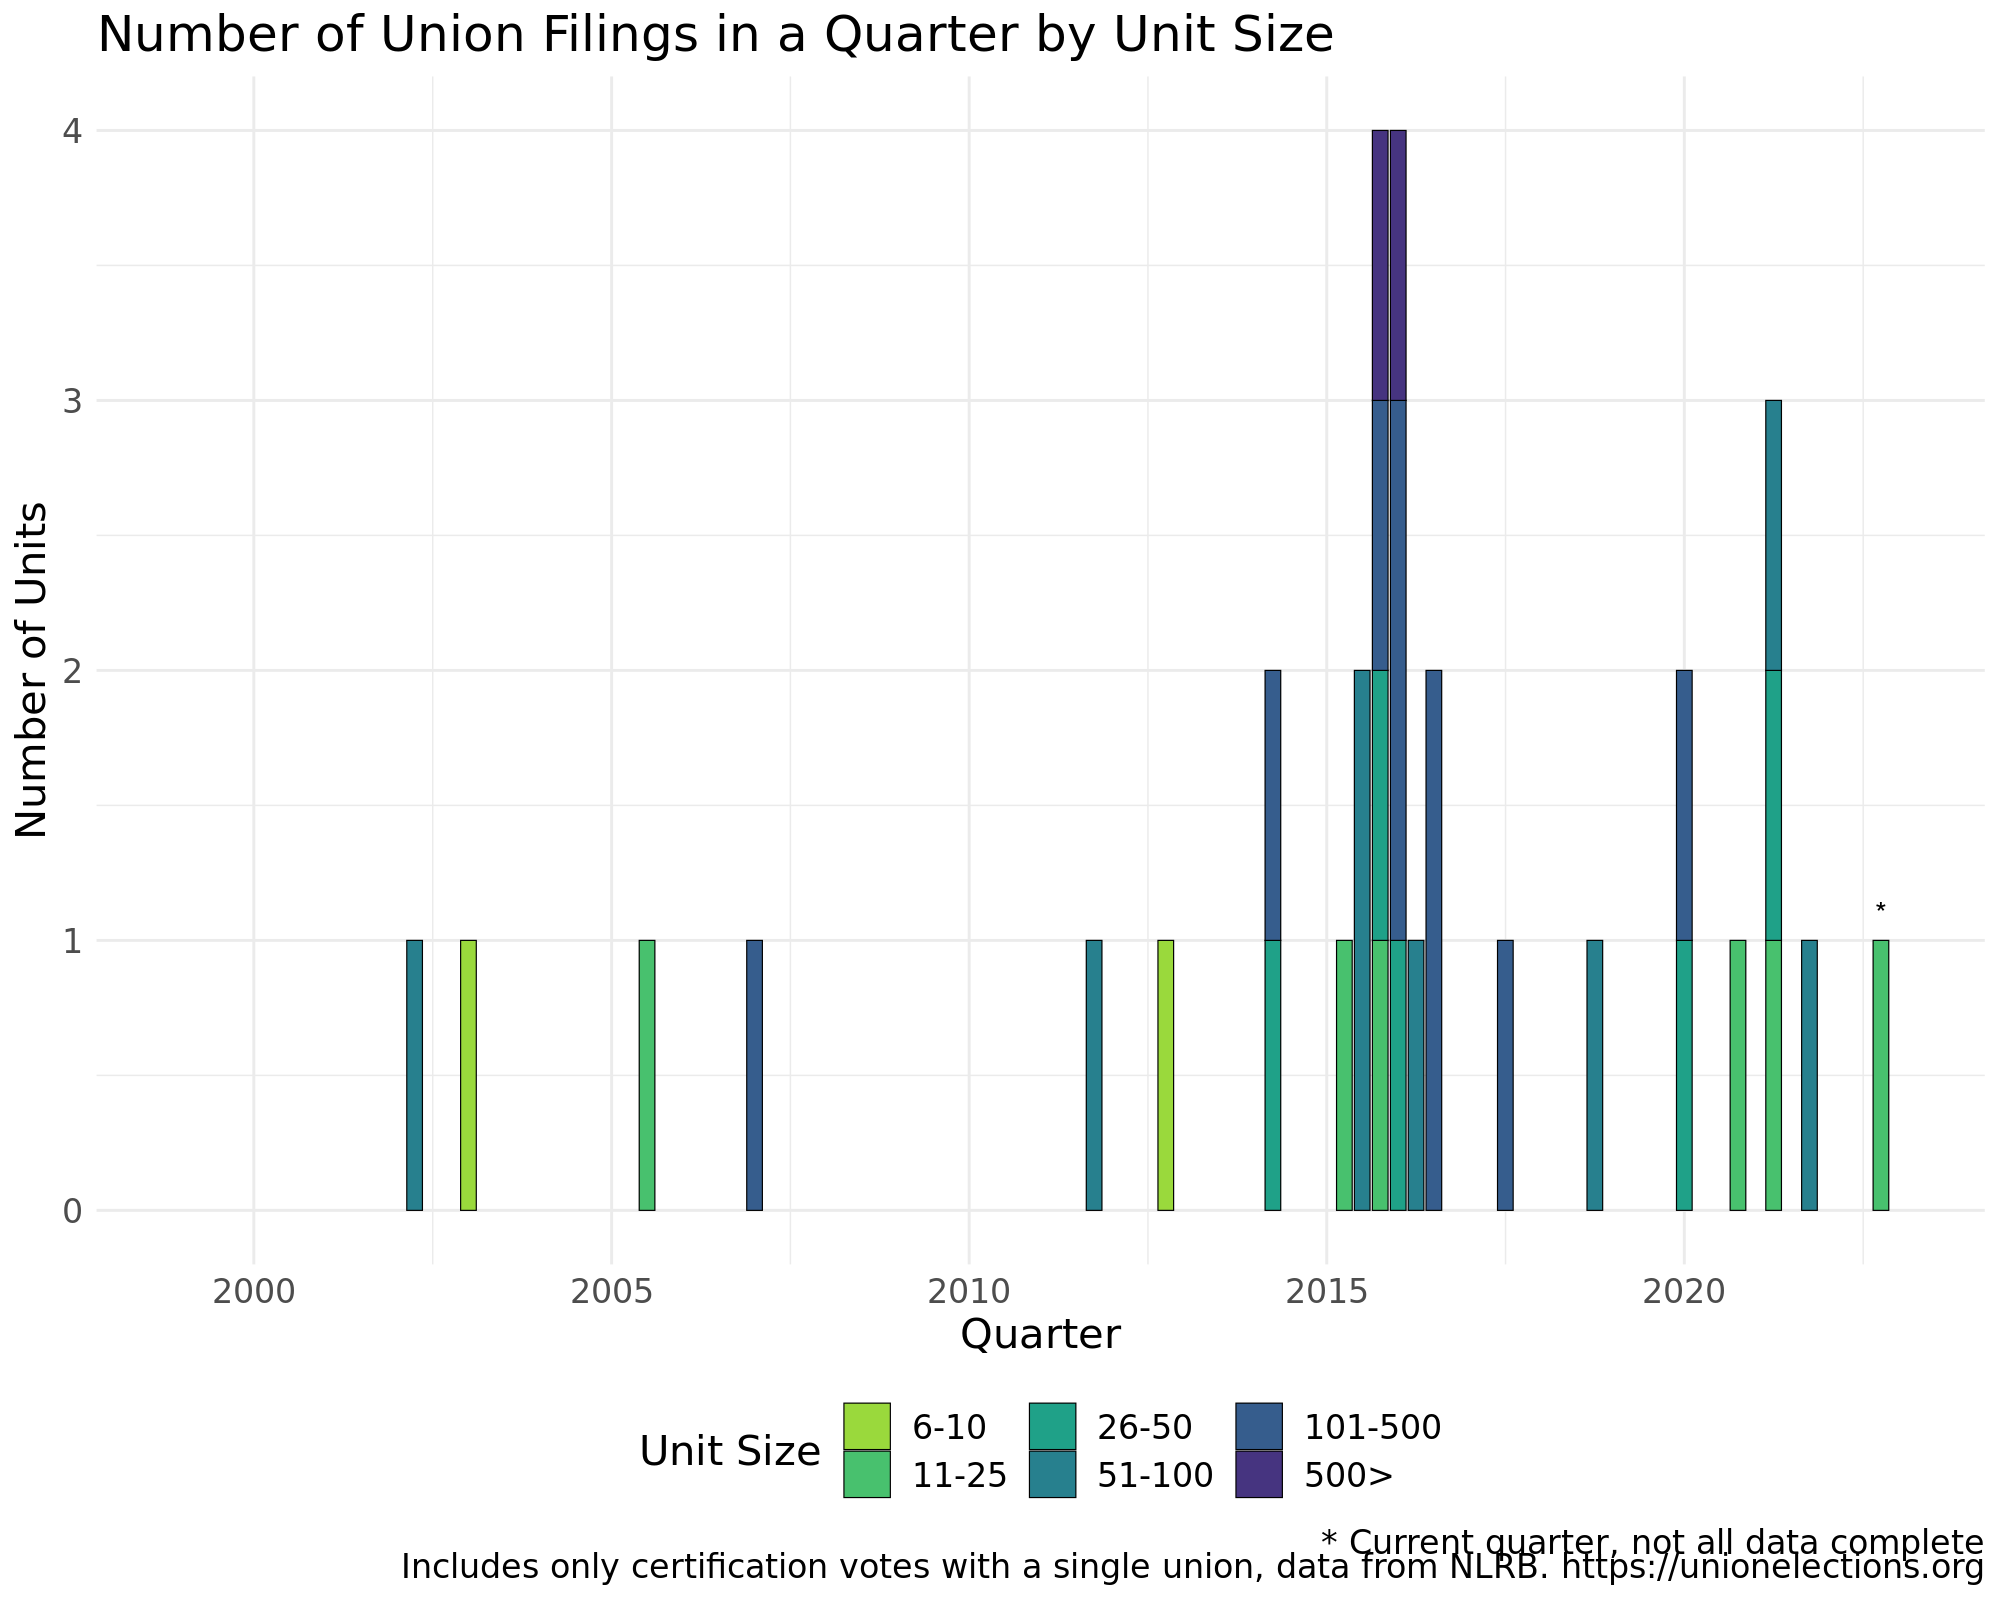 Number of Union Filings in a Quarter by Unit Size
Number of Units
4
3
2
1
0
*
2000 2005 2010 2015 2020
Quarter
Unit Size
6-10 26-50 101-500
11-25 51-100 500>
* Current quarter, not all data complete
Includes only certification votes with a single union, data from NLRB. https://unionelections.org